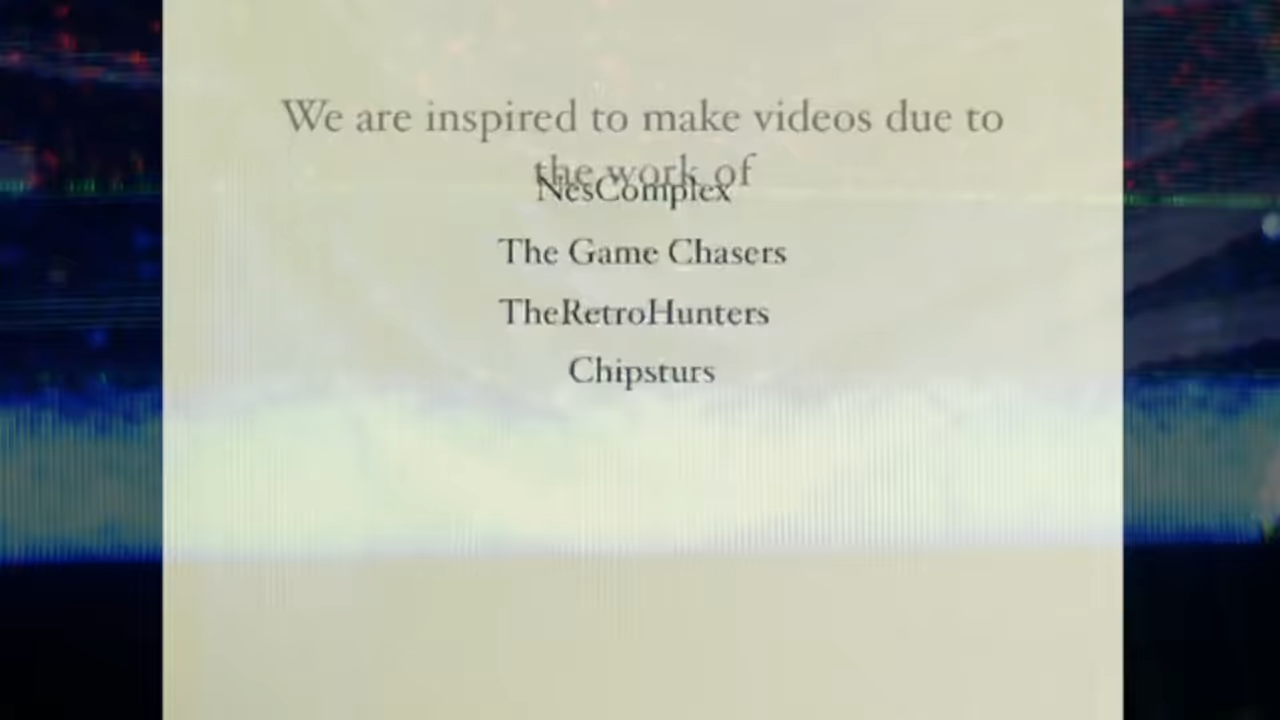 We are inspired to make videos due to
the work of
NesComplex
The Game Chasers
TheRetroHunters
Chipsturs